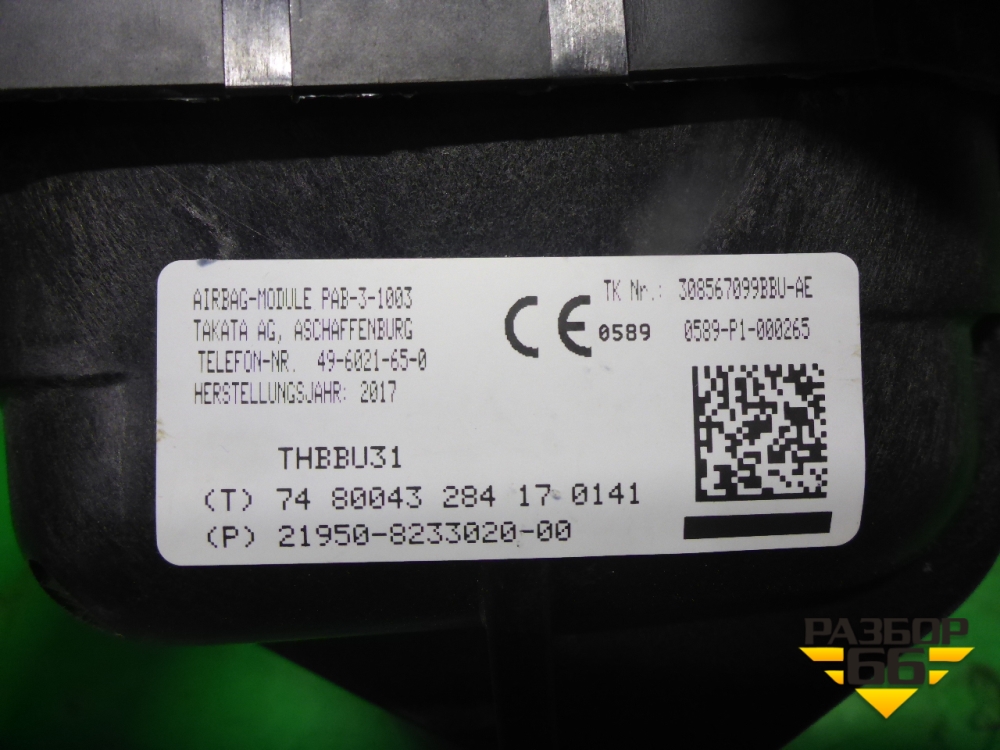 AIRBAG-MODULE PAB-3-1003
TAKATA AG, ASCHAFFENBURG
TELEFON-NR. 49-6021-65-0
HERSTELLUNGSJAHR: 2017
CE 0589
TK Nr.: 308567099BBU-AE
0589-P1-000265
THBBU31
(T) 74 80043 284 17 0141
(P) 21950-8233020-00
РАЗБОР
66